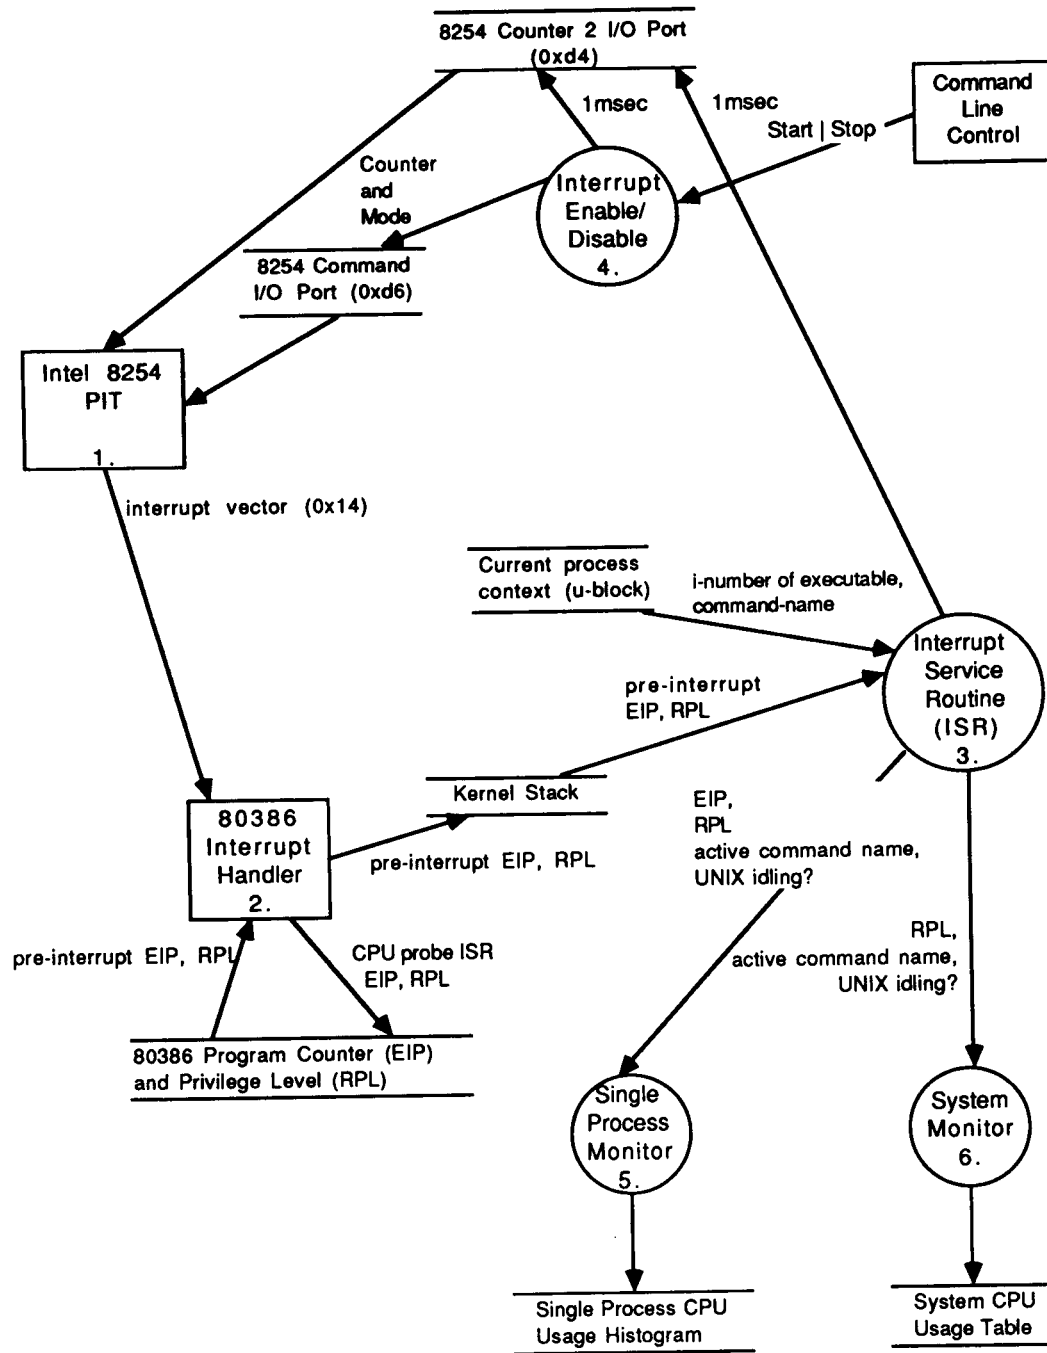 8254 Counter 2 I/O Port
(0xd4)
1msec
1msec
Start | Stop
Command
Line
Control
Counter
and
Mode
Interrupt
Enable/
Disable
4.
8254 Command
I/O Port (0xd6)
Intel 8254
PIT
1.
interrupt vector (0x14)
Current process
context (u-block)
i-number of executable,
command-name
Interrupt
Service
Routine
(ISR)
3.
pre-interrupt
EIP, RPL
Kernel Stack
80386
Interrupt
Handler
2.
pre-interrupt EIP, RPL
EIP,
RPL
active command name,
UNIX idling?
pre-interrupt EIP, RPL
CPU probe ISR
EIP, RPL
RPL,
active command name,
UNIX idling?
80386 Program Counter (EIP)
and Privilege Level (RPL)
Single
Process
Monitor
5.
System
Monitor
6.
Single Process CPU
Usage Histogram
System CPU
Usage Table